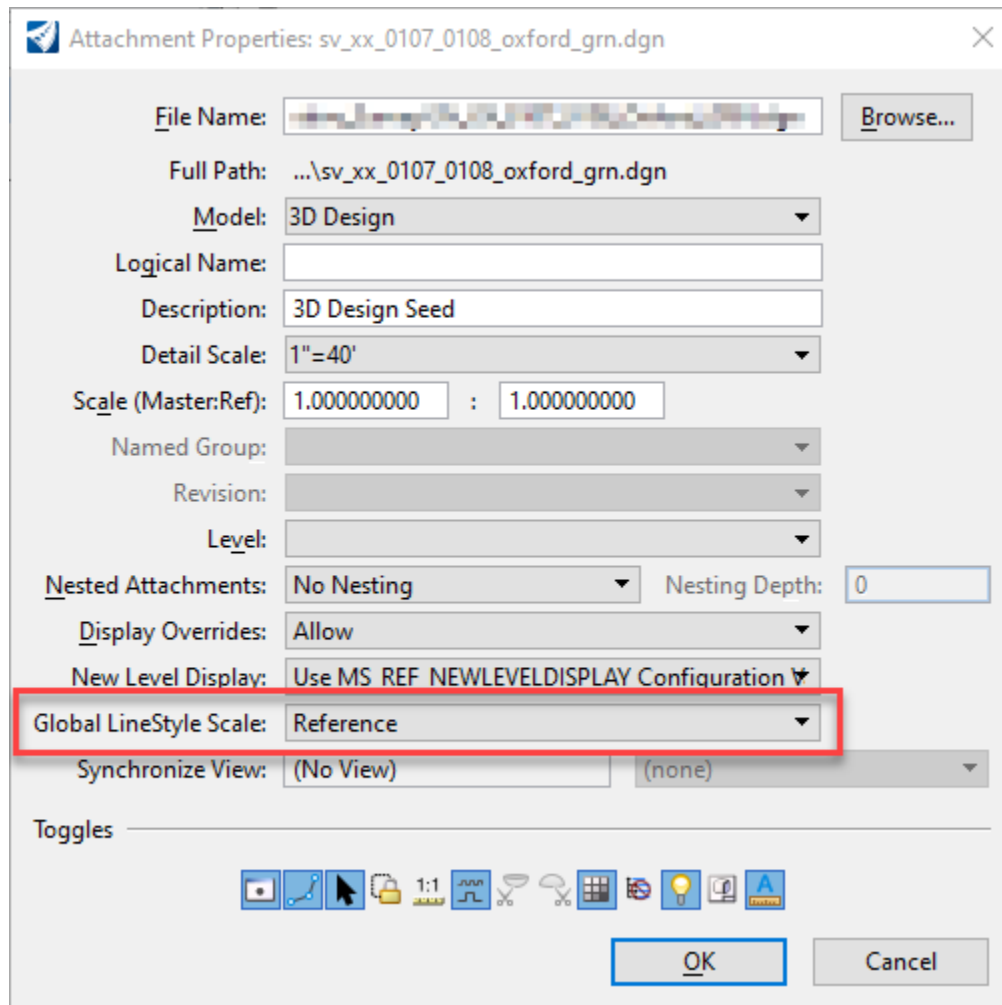 Attachment Properties: sv_xx_0107_0108_oxford_grn.dgn
File Name: Browse...
Full Path: ...\sv_xx_0107_0108_oxford_grn.dgn
Model: 3D Design
Logical Name:
Description: 3D Design Seed
Detail Scale: 1"=40'
Scale (Master:Ref): 1.000000000 : 1.000000000
Named Group:
Revision:
Level:
Nested Attachments: No Nesting Nesting Depth: 0
Display Overrides: Allow
New Level Display: Use MS_REF_NEWLEVELDISPLAY Configuration
Global LineStyle Scale: Reference
Synchronize View: (No View) (none)
Toggles
1:1 A
OK Cancel